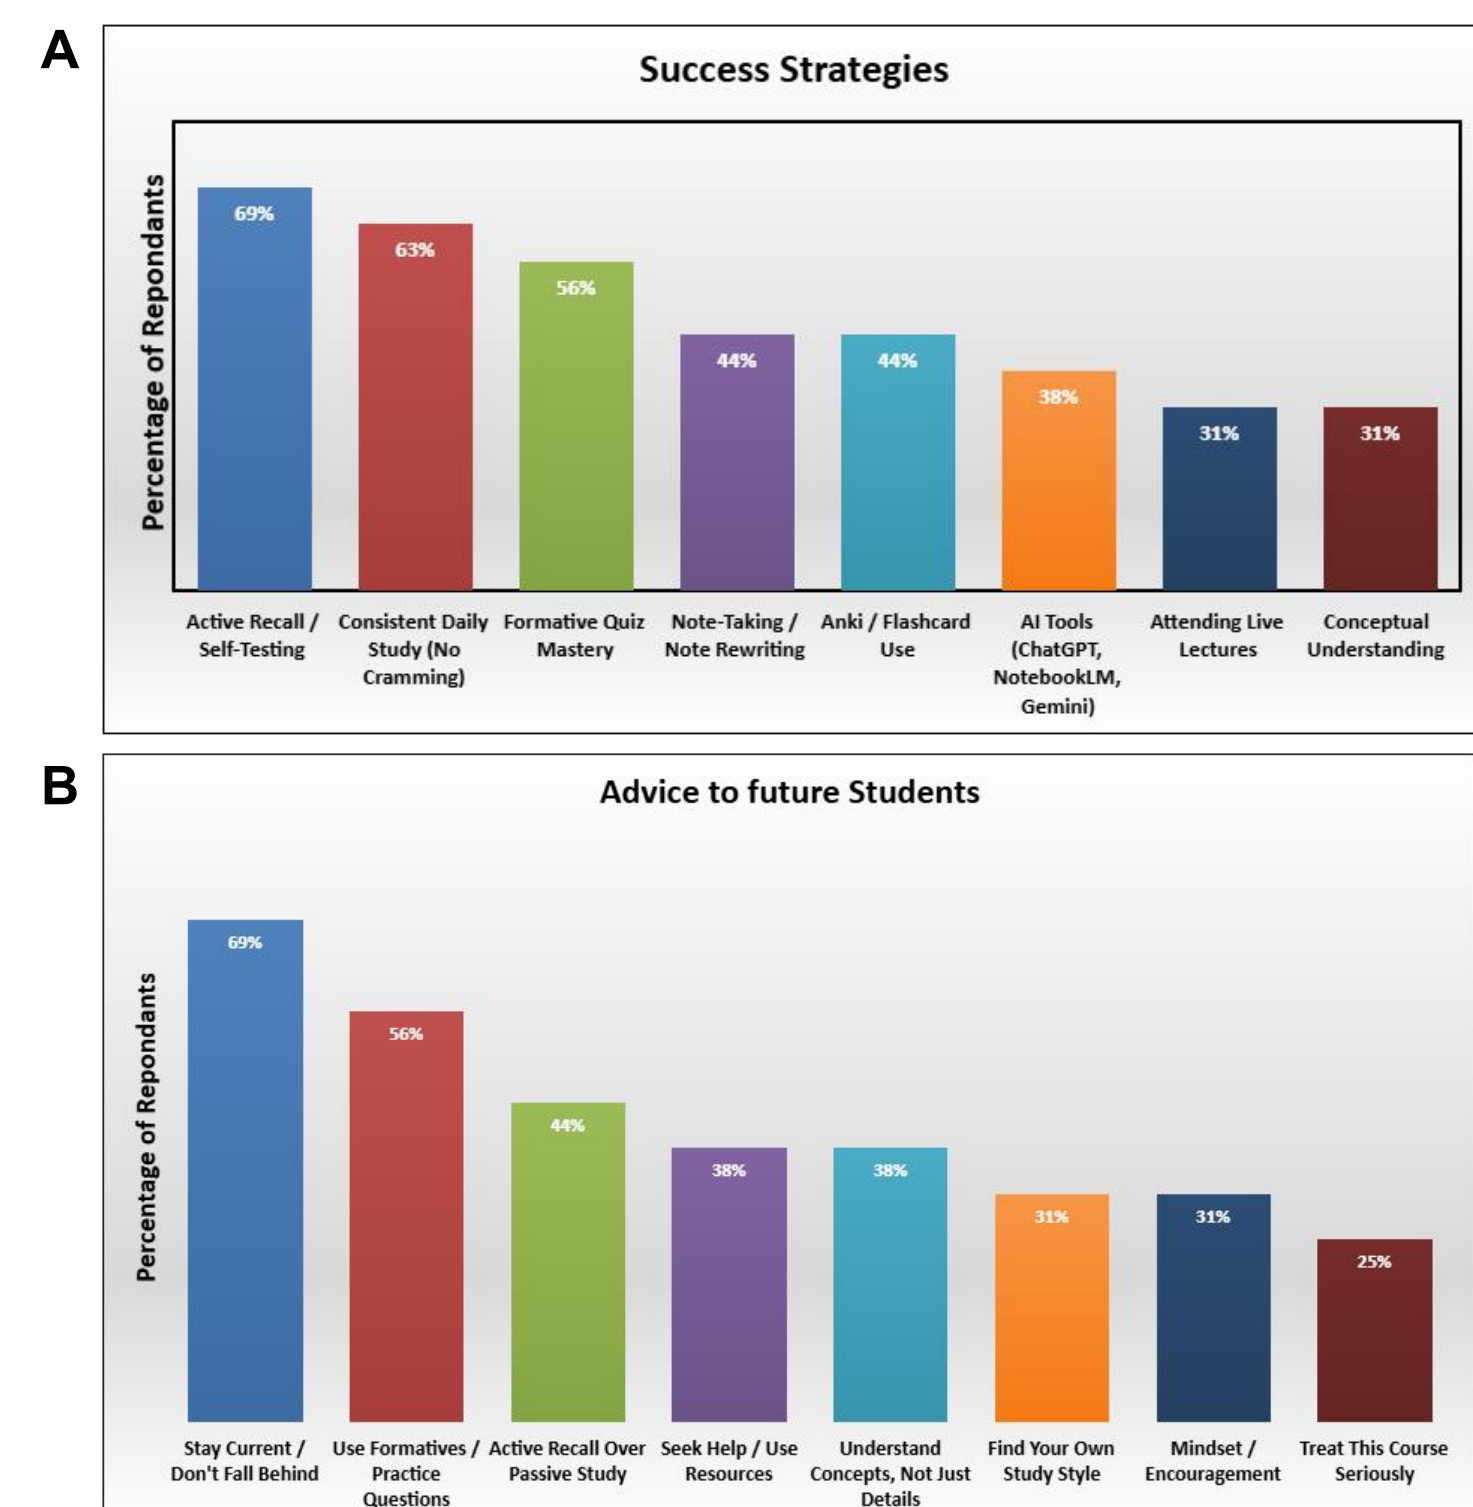 A
Success Strategies
Percentage of Repondants
69%
63%
56%
44%
44%
38%
31%
31%
Active Recall /
Self-Testing
Consistent Daily
Study (No
Cramming)
Formative Quiz
Mastery
Note-Taking /
Note Rewriting
Anki / Flashcard
Use
AI Tools
(ChatGPT,
NotebookLM,
Gemini)
Attending Live
Lectures
Conceptual
Understanding
B
Advice to future Students
Percentage of Repondants
69%
56%
44%
38%
38%
31%
31%
25%
Stay Current /
Don't Fall Behind
Use Formatives /
Practice
Questions
Active Recall Over
Passive Study
Seek Help / Use
Resources
Understand
Concepts, Not Just
Details
Find Your Own
Study Style
Mindset /
Encouragement
Treat This Course
Seriously